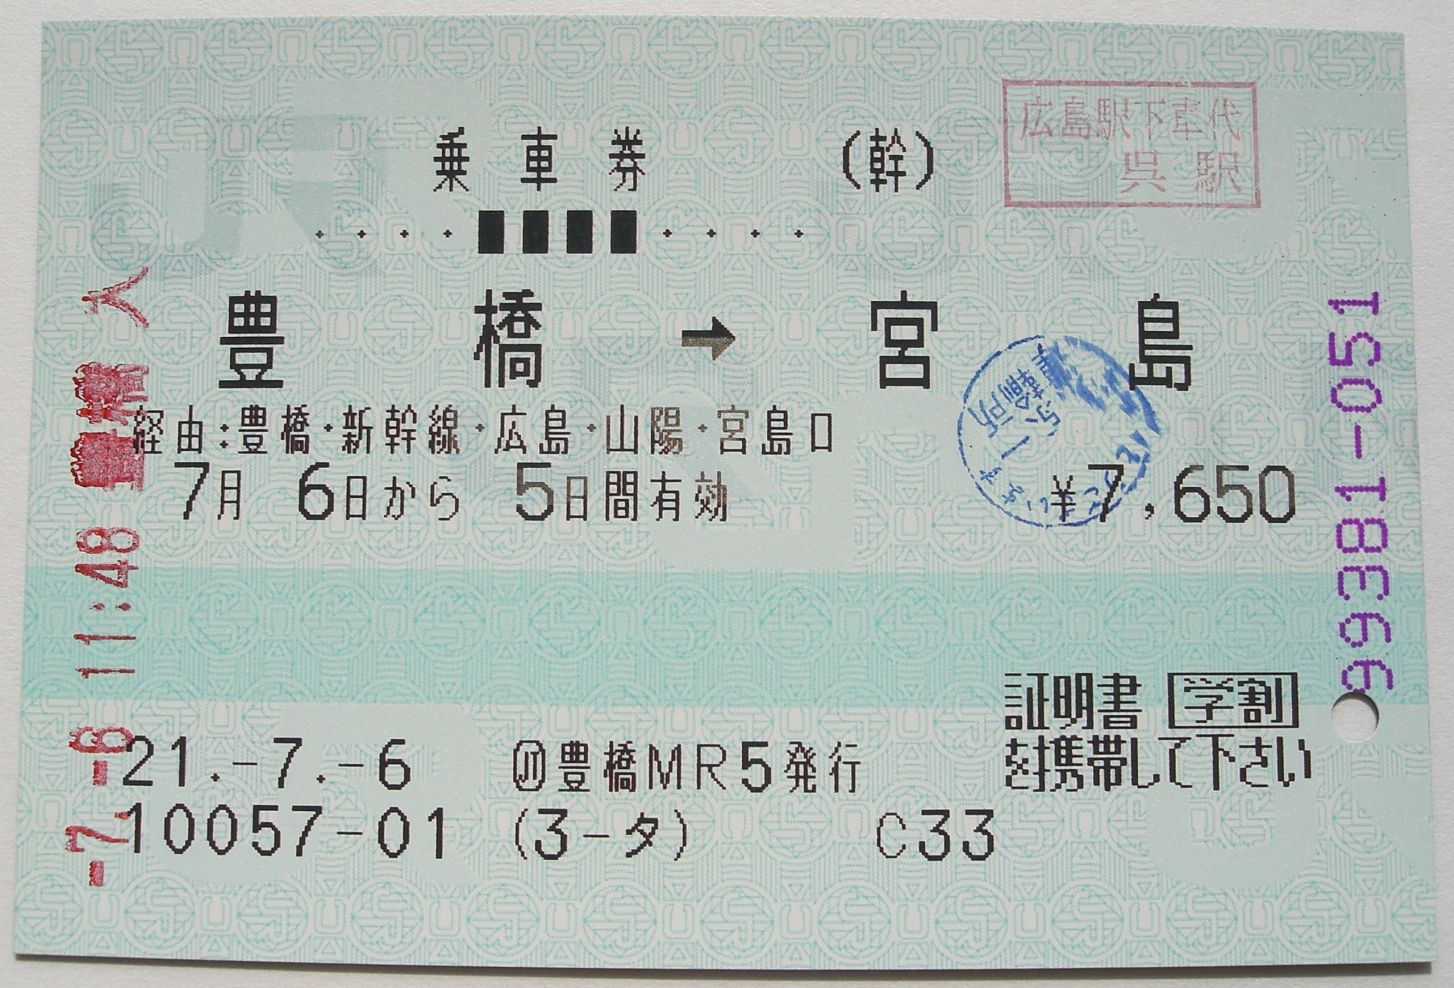 広島駅下車代
呉駅
乗車券 (幹)
豊橋 → 宮島
経由:豊橋・新幹線・広島・山陽・宮島口
7月 6日から 5日間有効 ¥7,650
証明書 学割
を携帯して下さい
21.-7.-6 豊橋MR5発行
10057-01 (3-タ) C33
-7.-6 11:48 豊橋 入
99381-051